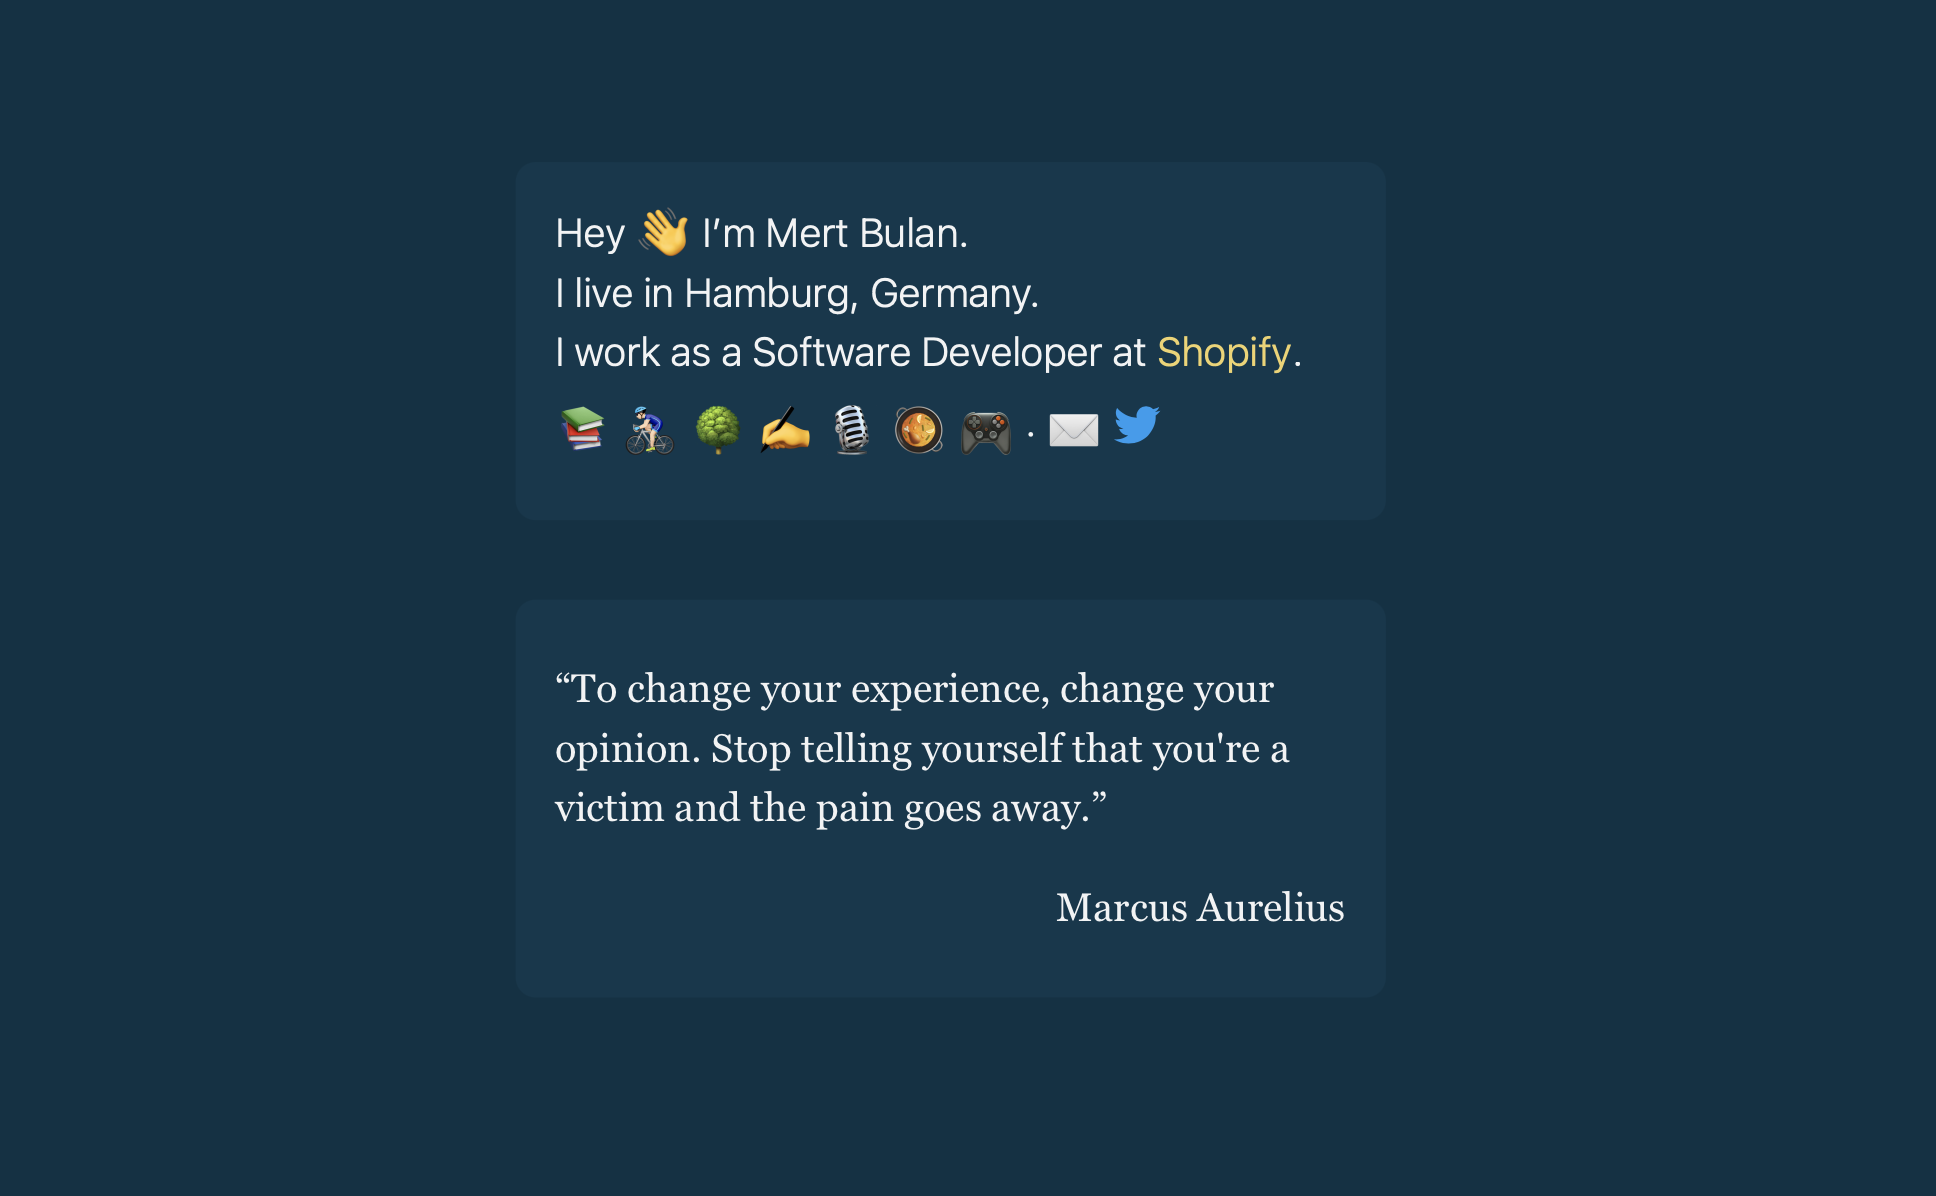 Hey 👋 I’m Mert Bulan.
I live in Hamburg, Germany.
I work as a Software Developer at Shopify.
“To change your experience, change your
opinion. Stop telling yourself that you're a
victim and the pain goes away.”
Marcus Aurelius